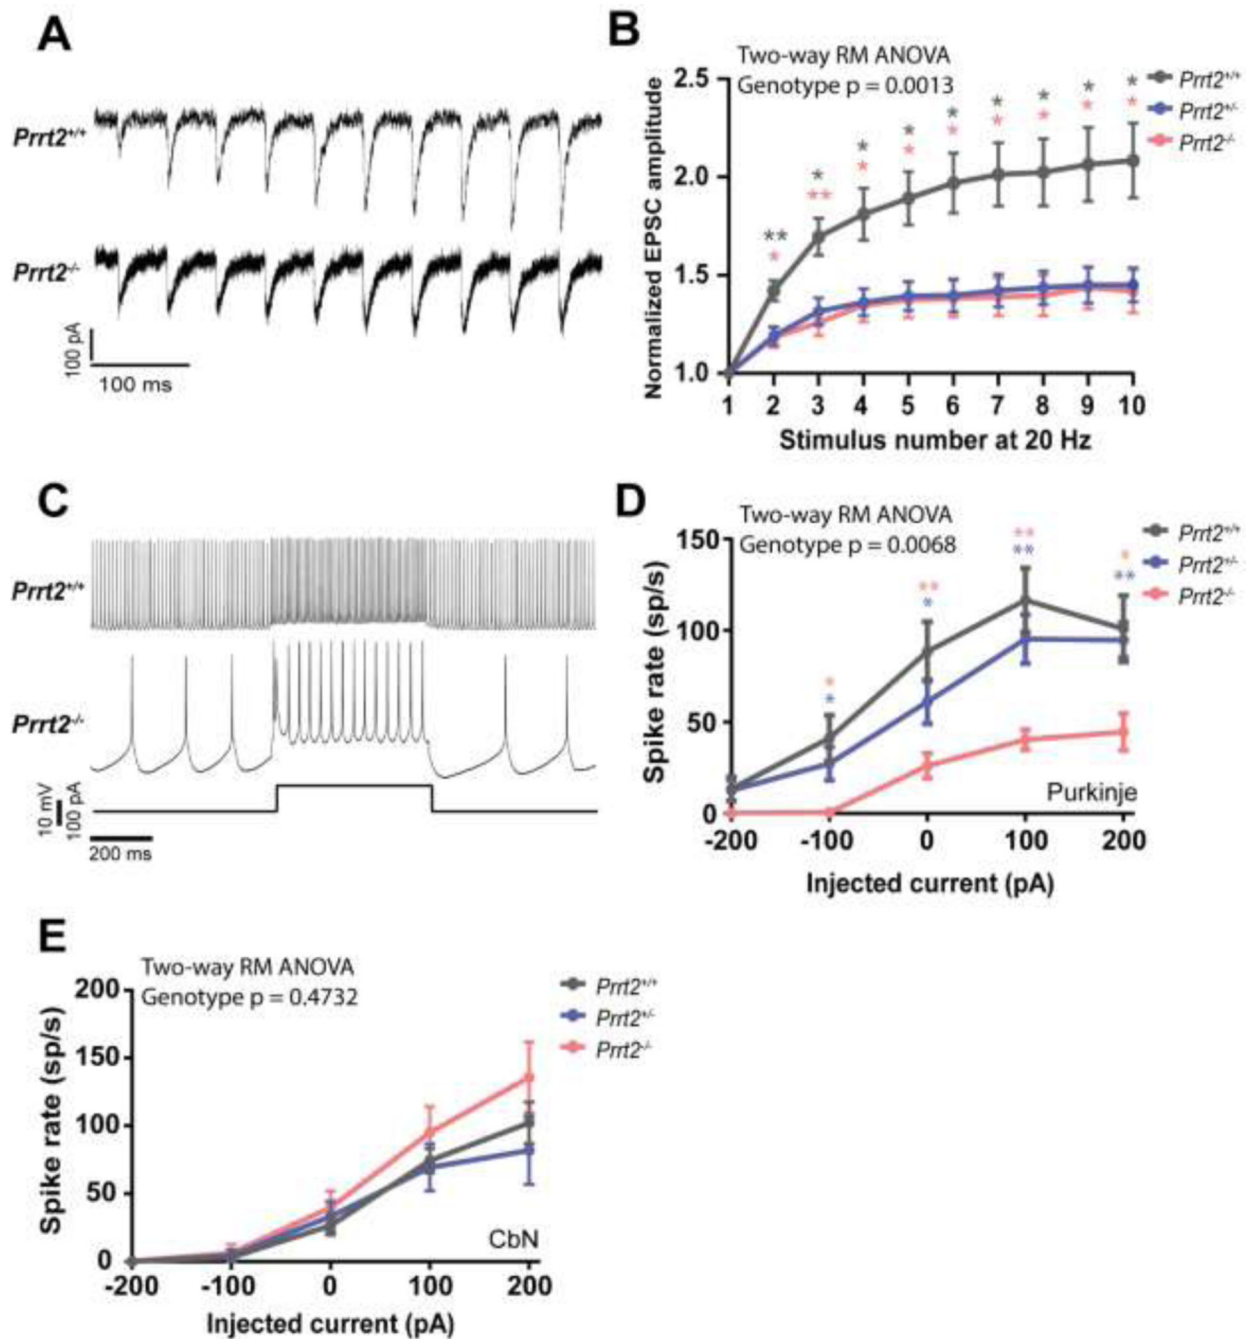 A
Prrt2+/+
Prrt2-/-
100 pA
100 ms
B
Two-way RM ANOVA
Genotype p = 0.0013
Normalized EPSC amplitude
2.5
2.0
1.5
1.0
** * * * * * * * *
* ** * * * * * * *
1 2 3 4 5 6 7 8 9 10
Stimulus number at 20 Hz
Prrt2+/+
Prrt2+/-
Prrt2-/-
C
Prrt2+/+
Prrt2-/-
10 mV
100 pA
200 ms
D
Two-way RM ANOVA
Genotype p = 0.0068
Spike rate (sp/s)
150
100
50
0
* ** ** *
* * ** **
Purkinje
-200 -100 0 100 200
Injected current (pA)
Prrt2+/+
Prrt2+/-
Prrt2-/-
E
Two-way RM ANOVA
Genotype p = 0.4732
Spike rate (sp/s)
200
150
100
50
0
CbN
-200 -100 0 100 200
Injected current (pA)
Prrt2+/+
Prrt2+/-
Prrt2-/-